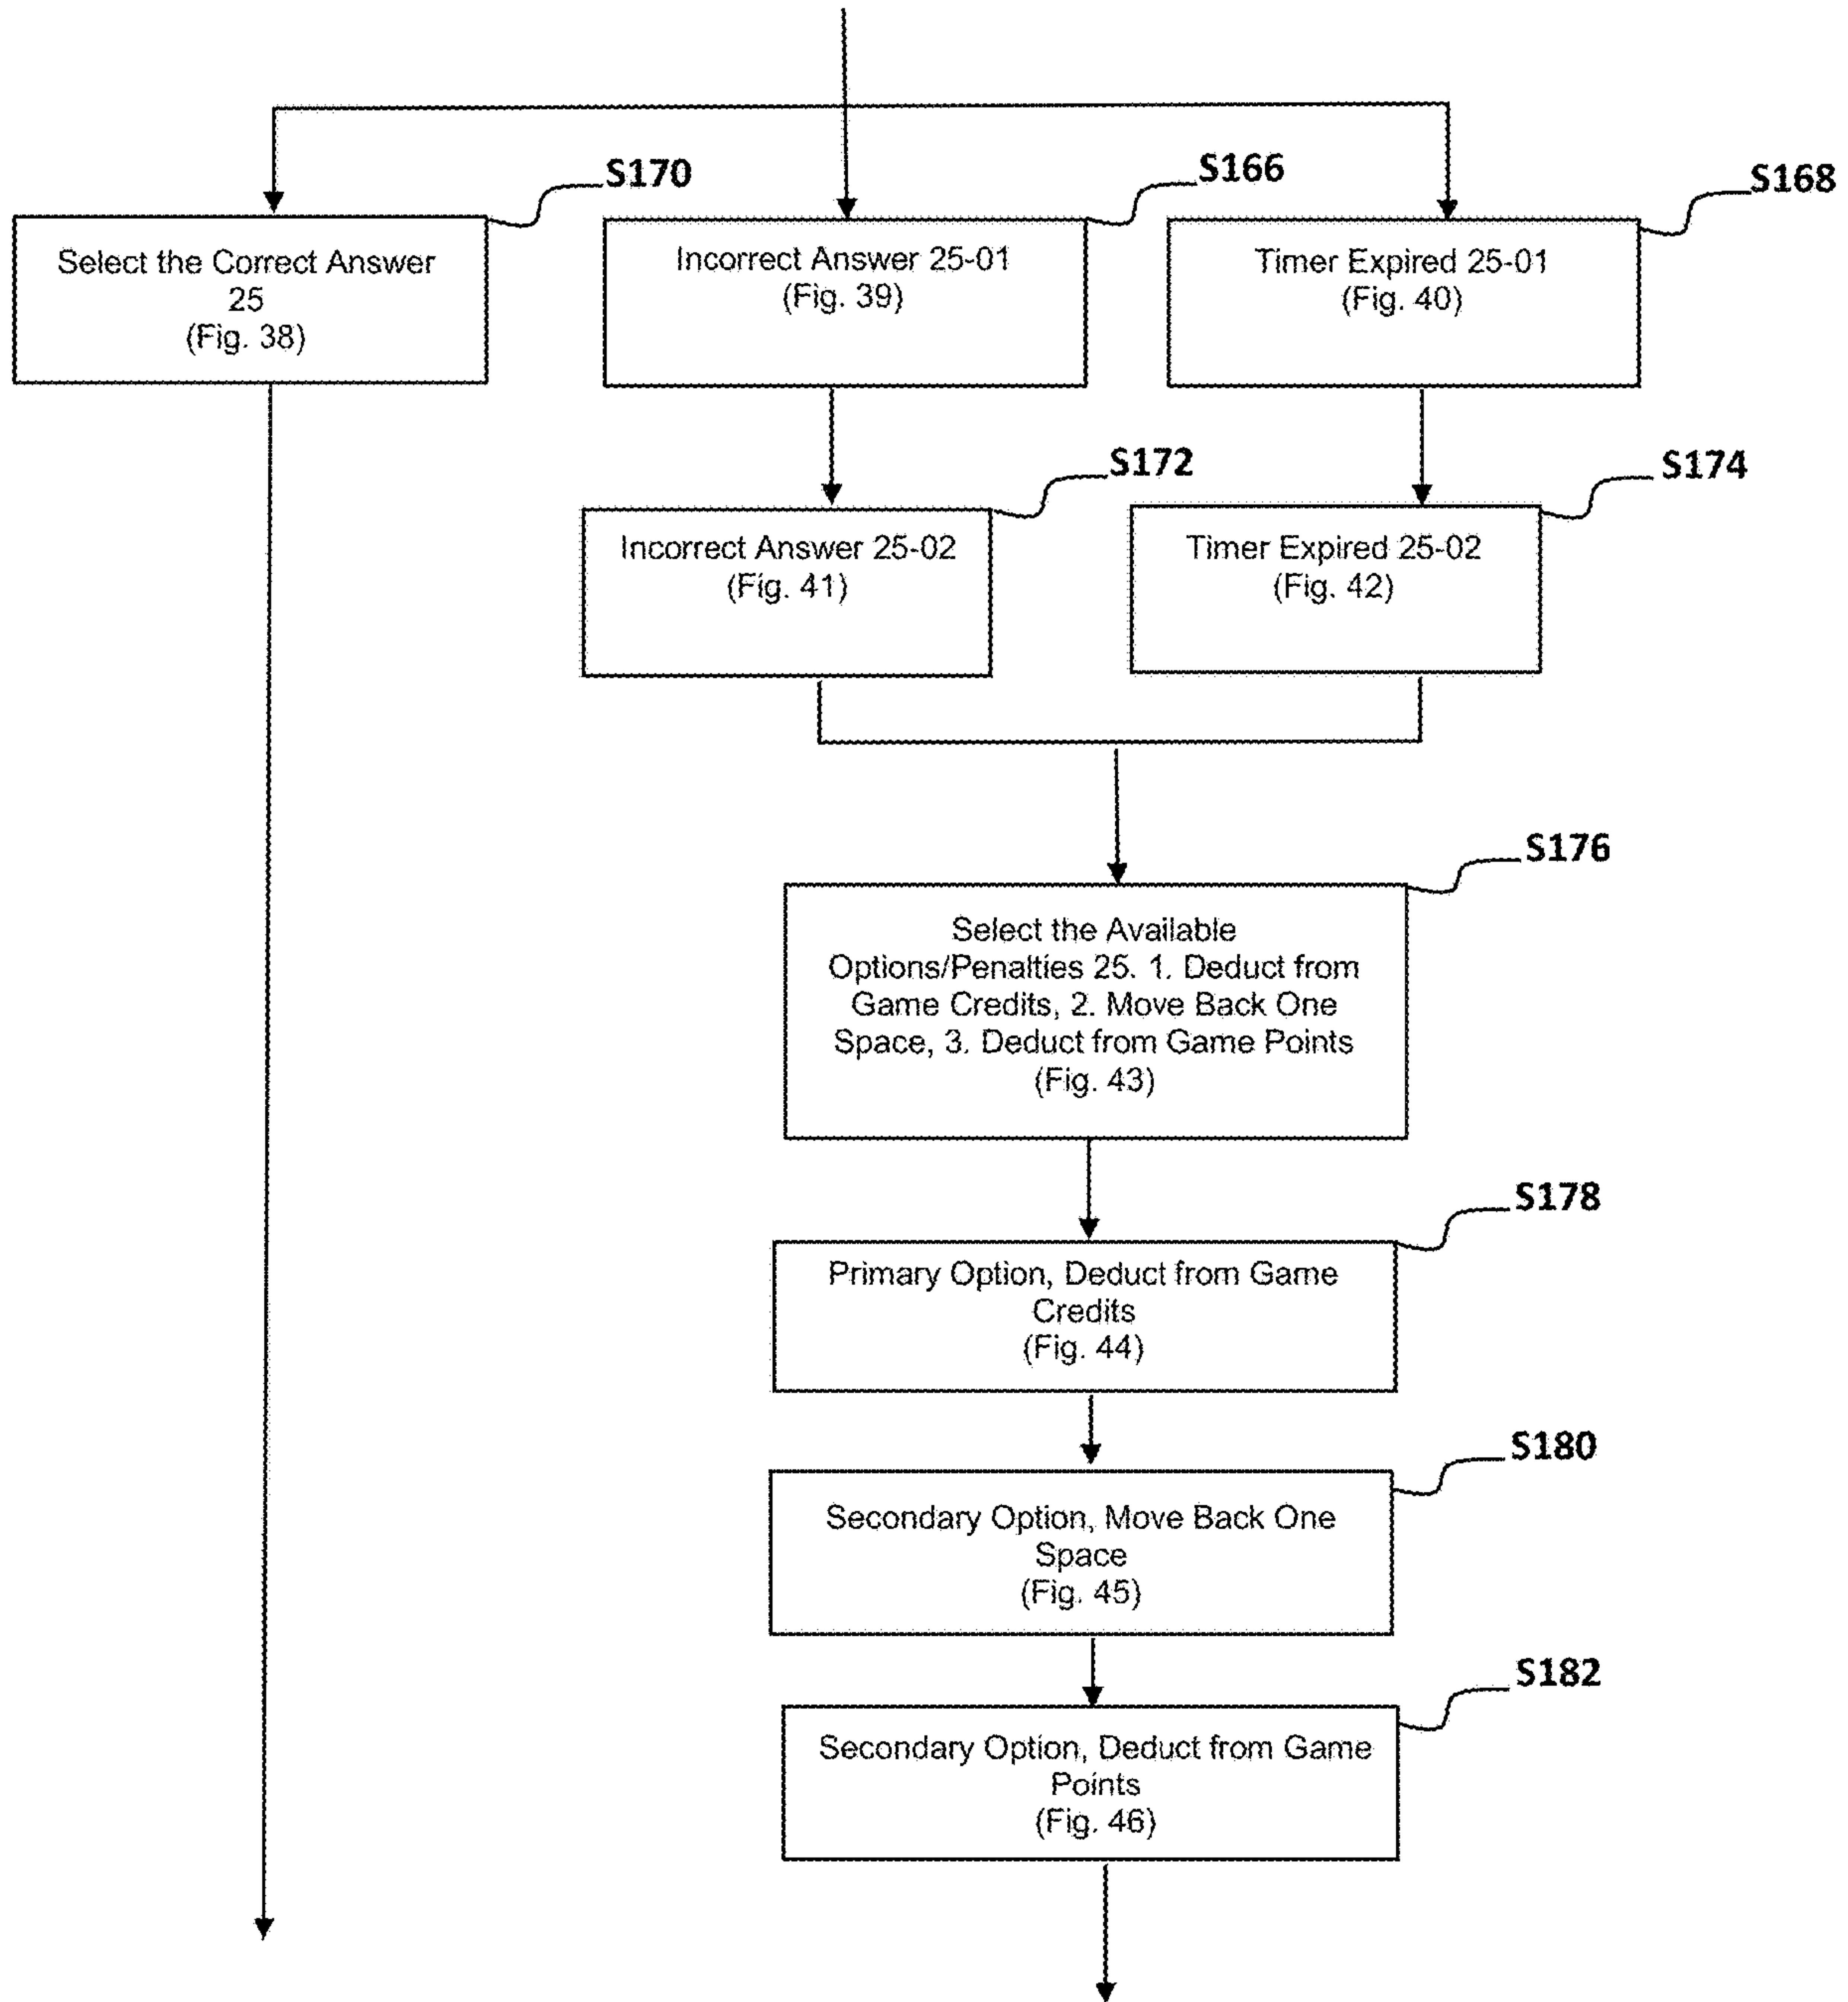 S170
S166
S168
Select the Correct Answer
25
(Fig. 38)
Incorrect Answer 25-01
(Fig. 39)
Timer Expired 25-01
(Fig. 40)
S172
S174
Incorrect Answer 25-02
(Fig. 41)
Timer Expired 25-02
(Fig. 42)
S176
Select the Available
Options/Penalties 25. 1. Deduct from
Game Credits, 2. Move Back One
Space, 3. Deduct from Game Points
(Fig. 43)
S178
Primary Option, Deduct from Game
Credits
(Fig. 44)
S180
Secondary Option, Move Back One
Space
(Fig. 45)
S182
Secondary Option, Deduct from Game
Points
(Fig. 46)